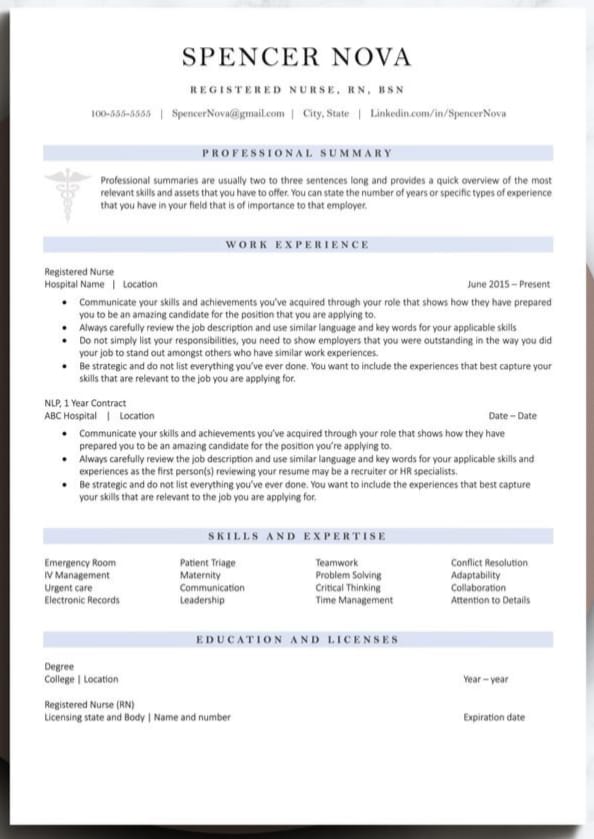 SPENCER NOVA
REGISTERED NURSE, RN, BSN
100-555-5555 | SpencerNova@gmail.com | City, State | Linkedin.com/in/SpencerNova
PROFESSIONAL SUMMARY
Professional summaries are usually two to three sentences long and provides a quick overview of the most
relevant skills and assets that you have to offer. You can state the number of years or specific types of experience
that you have in your field that is of importance to that employer.
WORK EXPERIENCE
Registered Nurse
Hospital Name | Location June 2015 – Present
• Communicate your skills and achievements you've acquired through your role that shows how they have prepared
you to be an amazing candidate for the position that you are applying to.
• Always carefully review the job description and use similar language and key words for your applicable skills
• Do not simply list your responsibilities, you need to show employers that you were outstanding in the way you did
your job to stand out amongst others who have similar work experiences.
• Be strategic and do not list everything you've ever done. You want to include the experiences that best capture your
skills that are relevant to the job you are applying for.
NLP, 1 Year Contract
ABC Hospital | Location Date – Date
• Communicate your skills and achievements you've acquired through your role that shows how they have
prepared you to be an amazing candidate for the position you're applying to.
• Always carefully review the job description and use similar language and key words for your applicable skills and
experiences as the first person(s) reviewing your resume may be a recruiter or HR specialists.
• Be strategic and do not list everything you've ever done. You want to include the experiences that best capture
your skills that are relevant to the job you are applying for.
SKILLS AND EXPERTISE
Emergency Room Patient Triage Teamwork Conflict Resolution
IV Management Maternity Problem Solving Adaptability
Urgent care Communication Critical Thinking Collaboration
Electronic Records Leadership Time Management Attention to Details
EDUCATION AND LICENSES
Degree
College | Location Year – year
Registered Nurse (RN)
Licensing state and Body | Name and number Expiration date